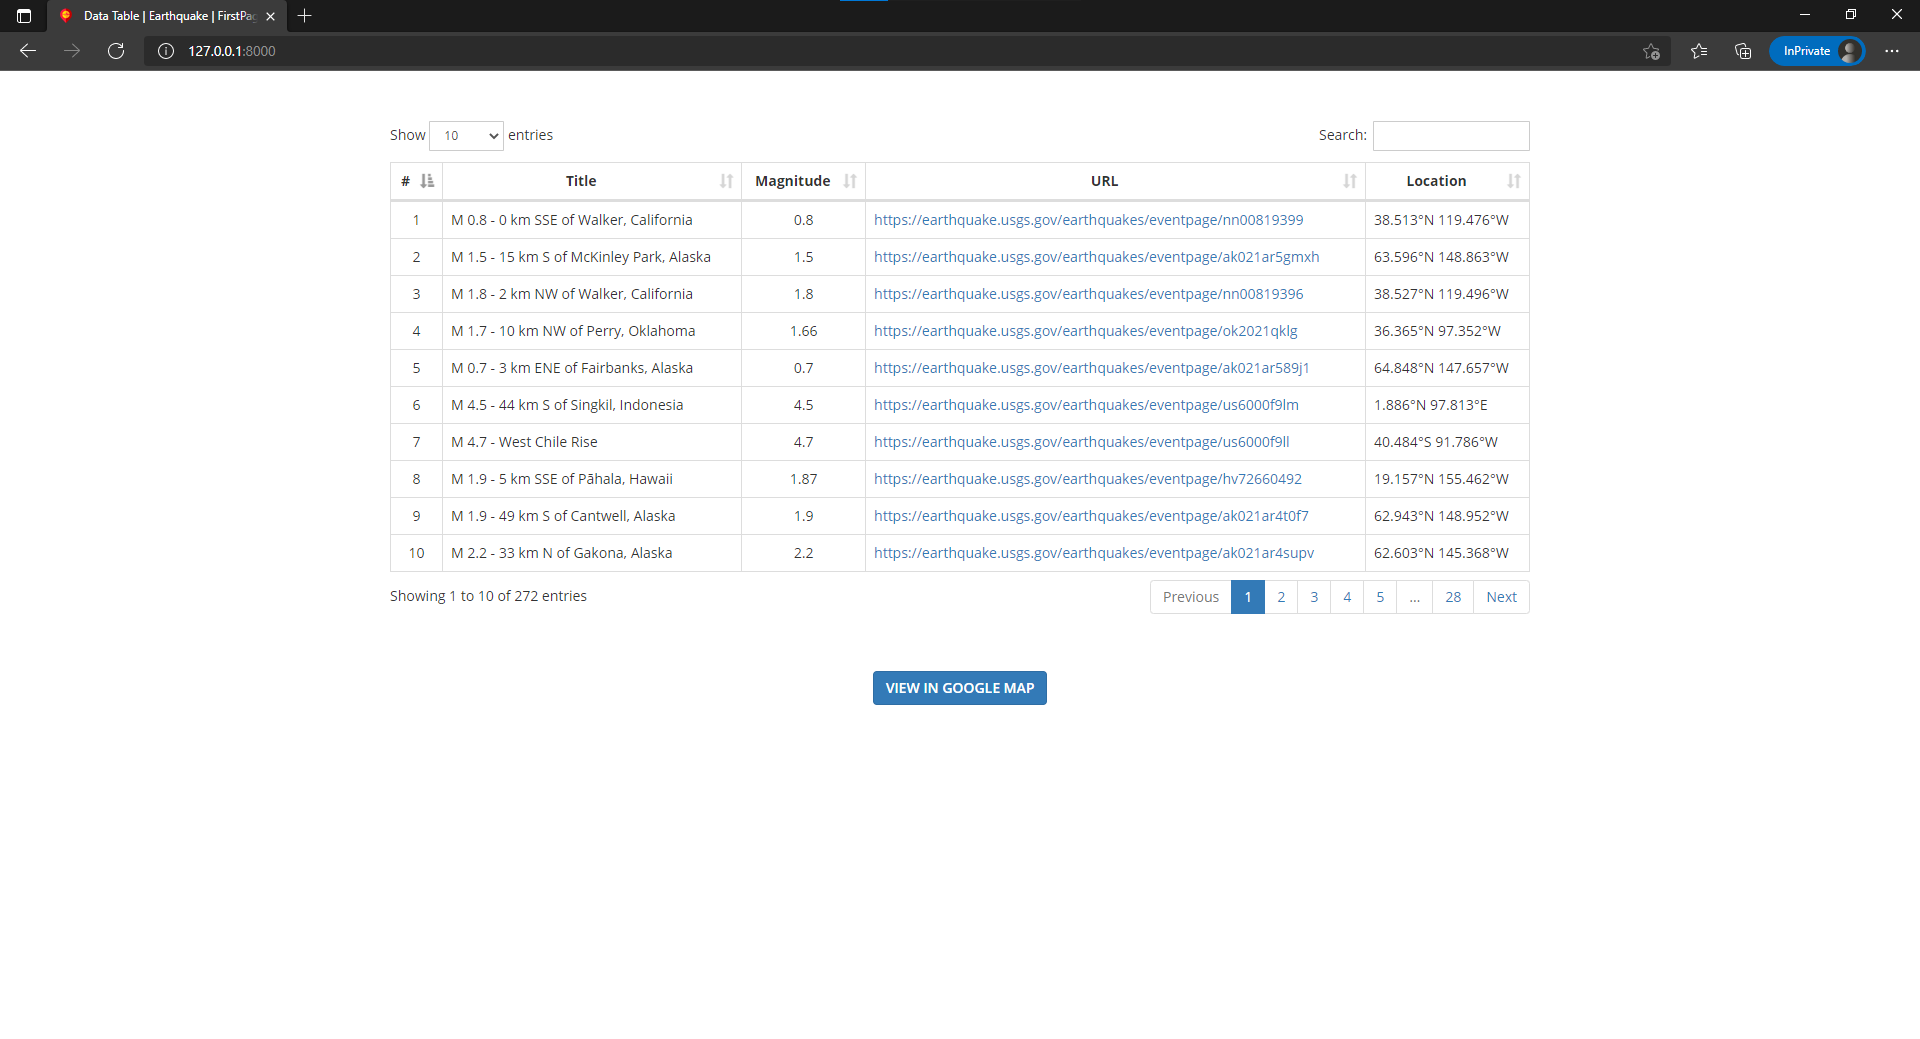 Data Table | Earthquake | FirstPag
127.0.0.1:8000
InPrivate
Show 10 entries Search:
# Title Magnitude URL Location
1 M 0.8 - 0 km SSE of Walker, California 0.8 https://earthquake.usgs.gov/earthquakes/eventpage/nn00819399 38.513°N 119.476°W
2 M 1.5 - 15 km S of McKinley Park, Alaska 1.5 https://earthquake.usgs.gov/earthquakes/eventpage/ak021ar5gmxh 63.596°N 148.863°W
3 M 1.8 - 2 km NW of Walker, California 1.8 https://earthquake.usgs.gov/earthquakes/eventpage/nn00819396 38.527°N 119.496°W
4 M 1.7 - 10 km NW of Perry, Oklahoma 1.66 https://earthquake.usgs.gov/earthquakes/eventpage/ok2021qklg 36.365°N 97.352°W
5 M 0.7 - 3 km ENE of Fairbanks, Alaska 0.7 https://earthquake.usgs.gov/earthquakes/eventpage/ak021ar589j1 64.848°N 147.657°W
6 M 4.5 - 44 km S of Singkil, Indonesia 4.5 https://earthquake.usgs.gov/earthquakes/eventpage/us6000f9lm 1.886°N 97.813°E
7 M 4.7 - West Chile Rise 4.7 https://earthquake.usgs.gov/earthquakes/eventpage/us6000f9ll 40.484°S 91.786°W
8 M 1.9 - 5 km SSE of Pāhala, Hawaii 1.87 https://earthquake.usgs.gov/earthquakes/eventpage/hv72660492 19.157°N 155.462°W
9 M 1.9 - 49 km S of Cantwell, Alaska 1.9 https://earthquake.usgs.gov/earthquakes/eventpage/ak021ar4t0f7 62.943°N 148.952°W
10 M 2.2 - 33 km N of Gakona, Alaska 2.2 https://earthquake.usgs.gov/earthquakes/eventpage/ak021ar4supv 62.603°N 145.368°W
Showing 1 to 10 of 272 entries Previous 1 2 3 4 5 ... 28 Next
VIEW IN GOOGLE MAP